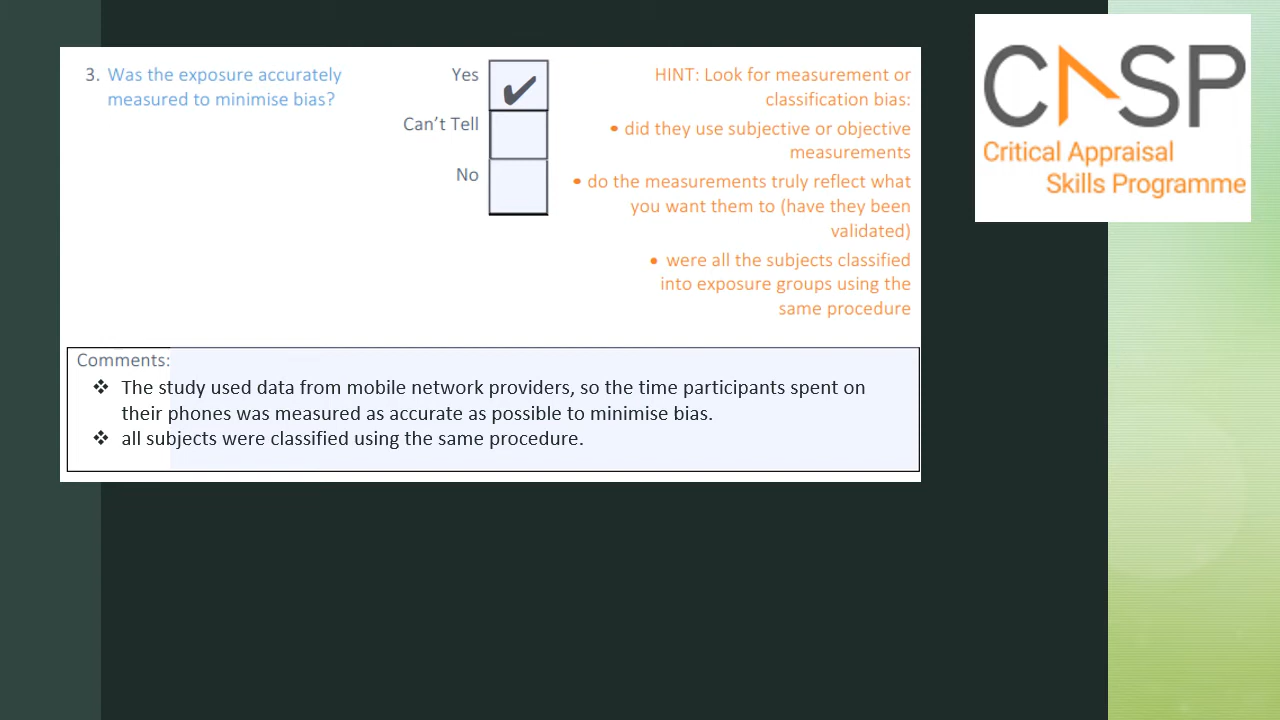 3. Was the exposure accurately
measured to minimise bias?
Yes
Can't Tell
No
HINT: Look for measurement or
classification bias:
• did they use subjective or objective
measurements
• do the measurements truly reflect what
you want them to (have they been
validated)
• were all the subjects classified
into exposure groups using the
same procedure
Comments:
❖ The study used data from mobile network providers, so the time participants spent on
their phones was measured as accurate as possible to minimise bias.
❖ all subjects were classified using the same procedure.
CASP
Critical Appraisal
Skills Programme